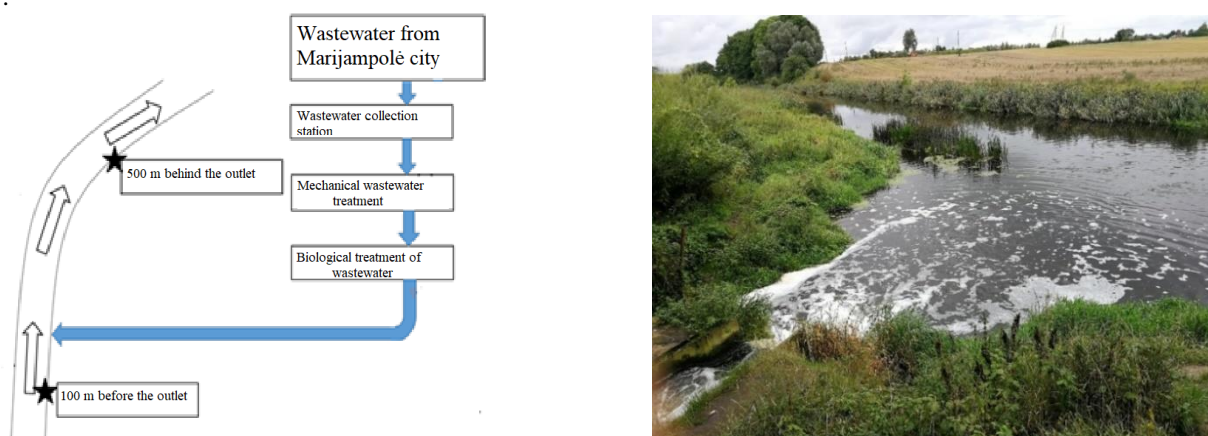 Wastewater from
Marijampolė city
Wastewater collection
station
500 m behind the outlet
Mechanical wastewater
treatment
Biological treatment of
wastewater
100 m before the outlet